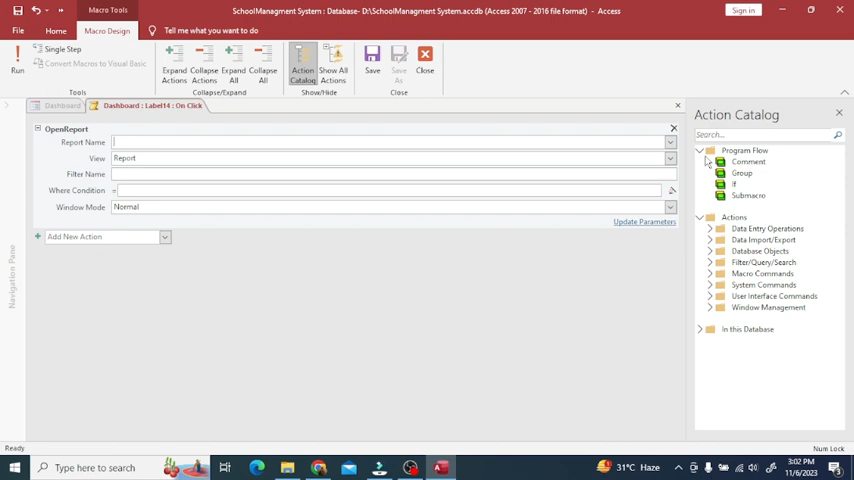 Macro Tools
SchoolManagment System : Database- D:\SchoolManagment System.accdb (Access 2007 - 2016 file format) - Access
Sign in
File
Home
Macro Design
Tell me what you want to do
Run
Single Step
Convert Macros to Visual Basic
Tools
Expand Actions
Collapse Actions
Expand All
Collapse All
Collapse/Expand
Action Catalog
Show All Actions
Show/Hide
Save
Save As
Close
Close
Dashboard
Dashboard : Label14 : On Click
OpenReport
Report Name
View
Report
Filter Name
Where Condition
=
Window Mode
Normal
Update Parameters
Add New Action
Navigation Pane
Action Catalog
Search...
Program Flow
Comment
Group
If
Submacro
Actions
Data Entry Operations
Data Import/Export
Database Objects
Filter/Query/Search
Macro Commands
System Commands
User Interface Commands
Window Management
In this Database
Ready
Num Lock
Type here to search
31°C Haze
3:02 PM
11/6/2023
3